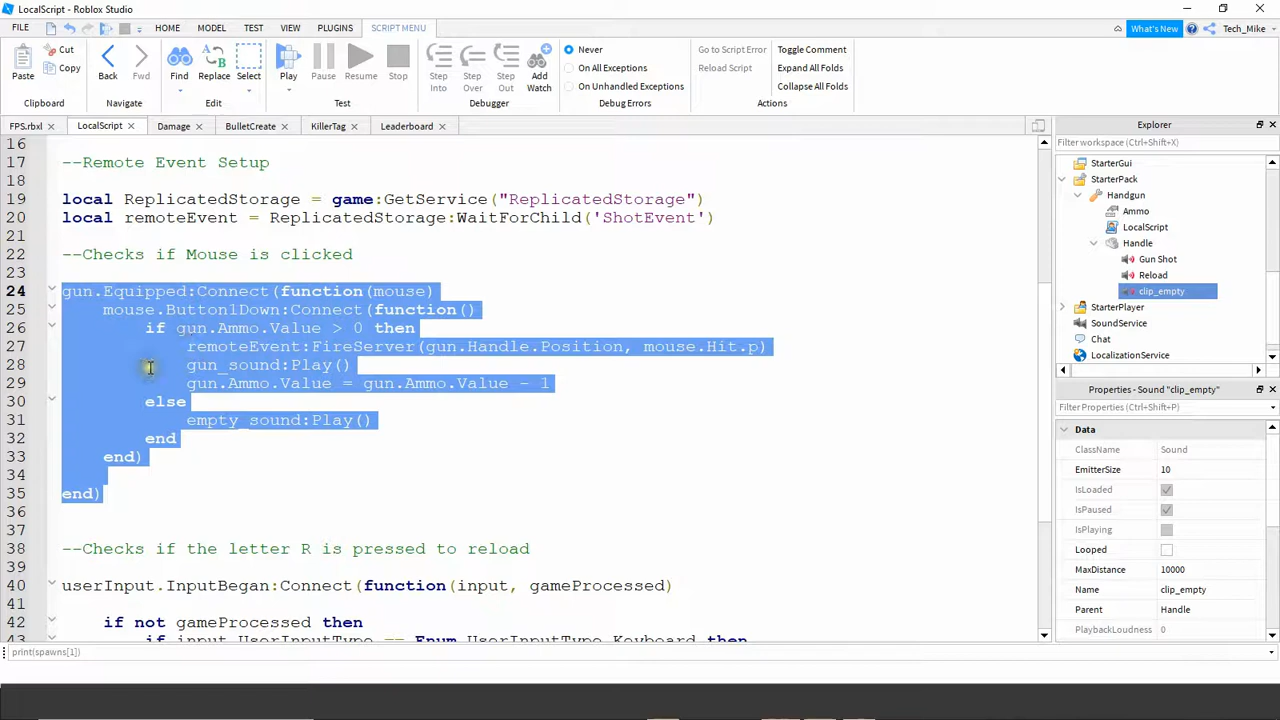 LocalScript - Roblox Studio
FILE HOME MODEL TEST VIEW PLUGINS SCRIPT MENU What's New Tech_Mike
Paste Cut Copy Back Fwd Find Replace Select Play Pause Resume Stop Step Into Step Over Step Out Add Watch Never On All Exceptions On Unhandled Exceptions Go to Script Error Reload Script Toggle Comment Expand All Folds Collapse All Folds
Clipboard Navigate Edit Test Debugger Debug Errors Actions
FPS.rbxl LocalScript Damage BulletCreate KillerTag Leaderboard
16
17 --Remote Event Setup
18
19 local ReplicatedStorage = game:GetService("ReplicatedStorage")
20 local remoteEvent = ReplicatedStorage:WaitForChild('ShotEvent')
21
22 --Checks if Mouse is clicked
23
24 gun.Equipped:Connect(function(mouse)
25 mouse.Button1Down:Connect(function()
26 if gun.Ammo.Value > 0 then
27 remoteEvent:FireServer(gun.Handle.Position, mouse.Hit.p)
28 gun_sound:Play()
29 gun.Ammo.Value = gun.Ammo.Value - 1
30 else
31 empty_sound:Play()
32 end
33 end)
34
35 end)
36
37
38 --Checks if the letter R is pressed to reload
39
40 userInput.InputBegan:Connect(function(input, gameProcessed)
41
42 if not gameProcessed then
43 if input.UserInputType == Enum.UserInputType.Keyboard then
print(spawns[1])
Explorer
Filter workspace (Ctrl+Shift+X)
StarterGui
StarterPack
Handgun
Ammo
LocalScript
Handle
Gun Shot
Reload
clip_empty
StarterPlayer
SoundService
Chat
LocalizationService
Properties - Sound "clip_empty"
Filter Properties (Ctrl+Shift+P)
Data
ClassName Sound
EmitterSize 10
IsLoaded
IsPaused
IsPlaying
Looped
MaxDistance 10000
Name clip_empty
Parent Handle
PlaybackLoudness 0